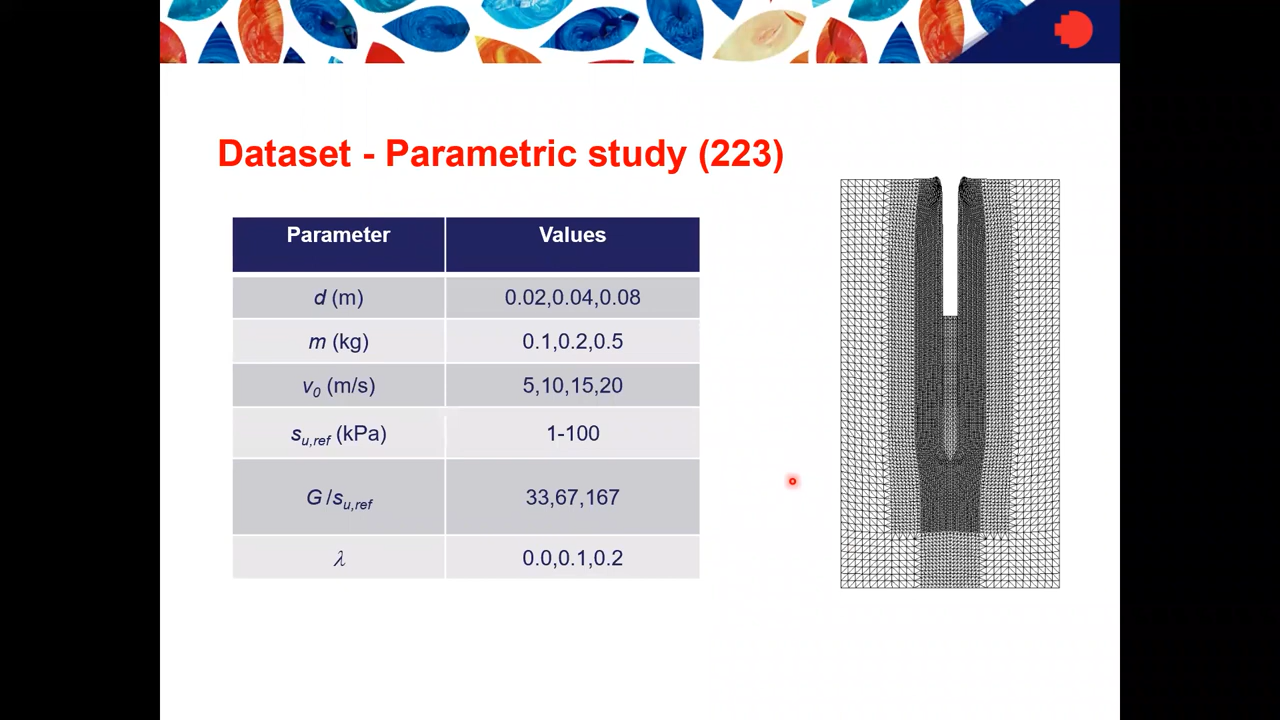 Dataset - Parametric study (223)
Parameter Values
d (m) 0.02,0.04,0.08
m (kg) 0.1,0.2,0.5
v0 (m/s) 5,10,15,20
su,ref (kPa) 1-100
G/su,ref 33,67,167
λ 0.0,0.1,0.2